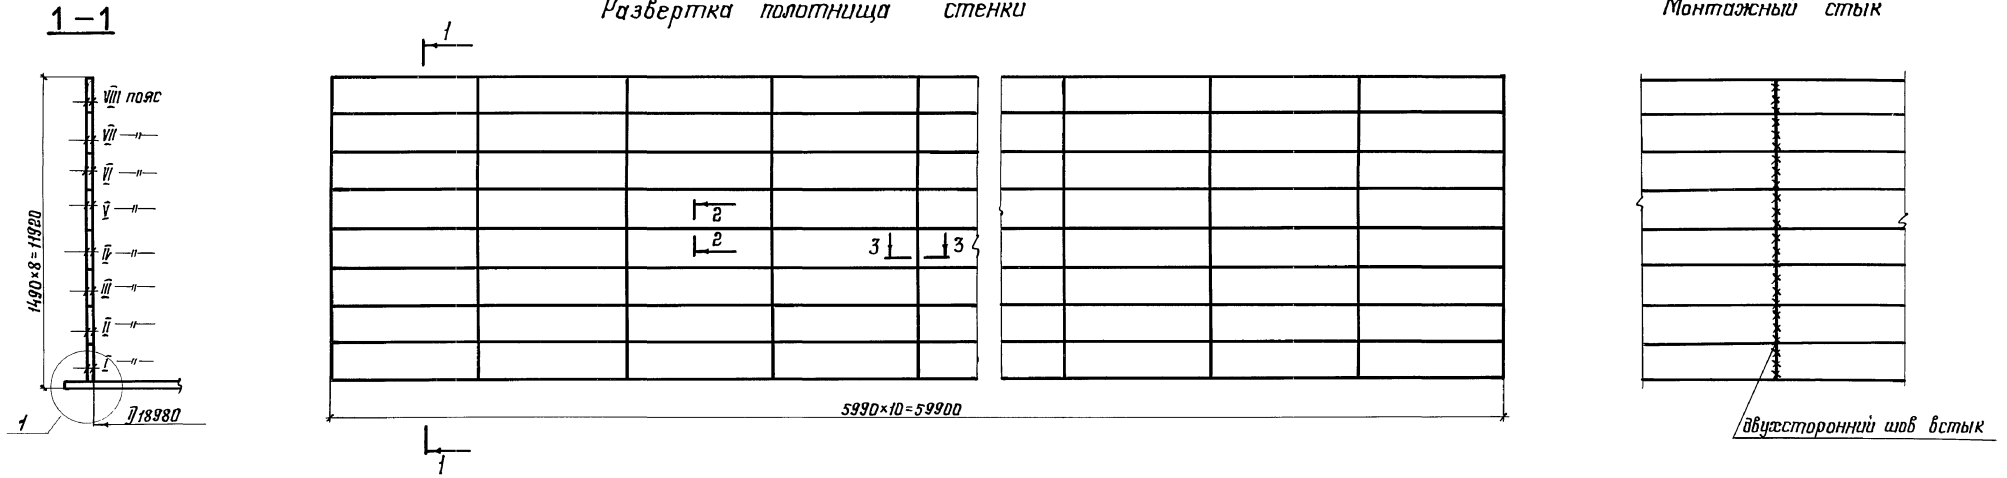 1-1
Развертка полотнища стенки
Монтажный стык
1
VIII пояс
VII —"—
VI —"—
V —"—
IV —"—
III —"—
II —"—
I —"—
1490×8=11920
2
2
3 3
D 18980
1
5990×10=59900
двухсторонний шов встык
1